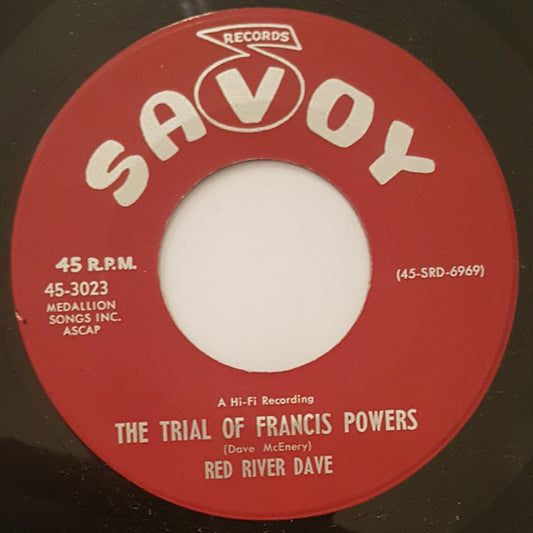 RECORDS
SAVOY
45 R.P.M.
45-3023
MEDALLION
SONGS INC.
ASCAP
(45-SRD-6969)
A Hi-Fi Recording
THE TRIAL OF FRANCIS POWERS
(Dave McEnery)
RED RIVER DAVE